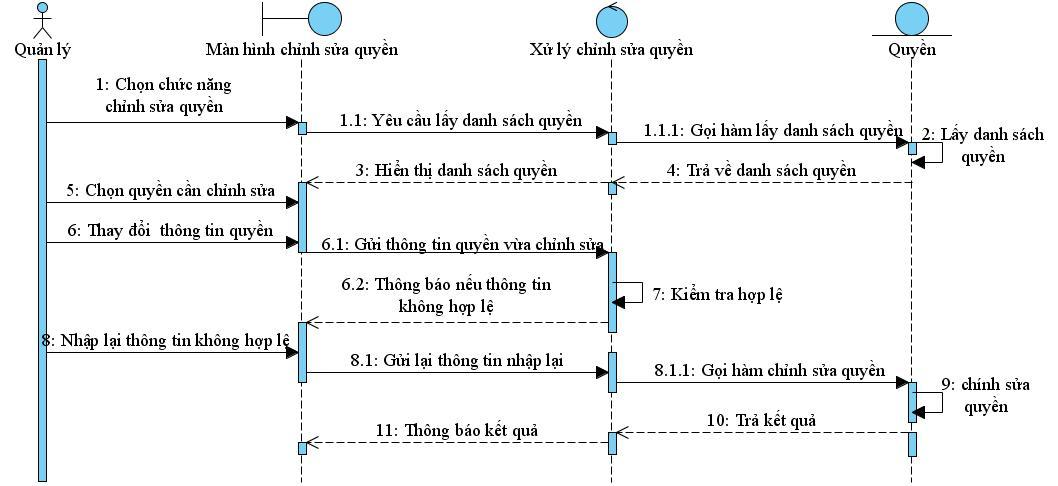 Quản lý
Màn hình chỉnh sửa quyền
Xử lý chỉnh sửa quyền
Quyền
1: Chọn chức năng
chỉnh sửa quyền
1.1: Yêu cầu lấy danh sách quyền
1.1.1: Gọi hàm lấy danh sách quyền
2: Lấy danh sách
quyền
3: Hiển thị danh sách quyền
4: Trả về danh sách quyền
5: Chọn quyền cần chỉnh sửa
6: Thay đổi thông tin quyền
6.1: Gửi thông tin quyền vừa chỉnh sửa
6.2: Thông báo nếu thông tin
không hợp lệ
7: Kiểm tra hợp lệ
8: Nhập lại thông tin không hợp lệ
8.1: Gửi lại thông tin nhập lại
8.1.1: Gọi hàm chỉnh sửa quyền
9: chính sửa
quyền
10: Trả kết quả
11: Thông báo kết quả